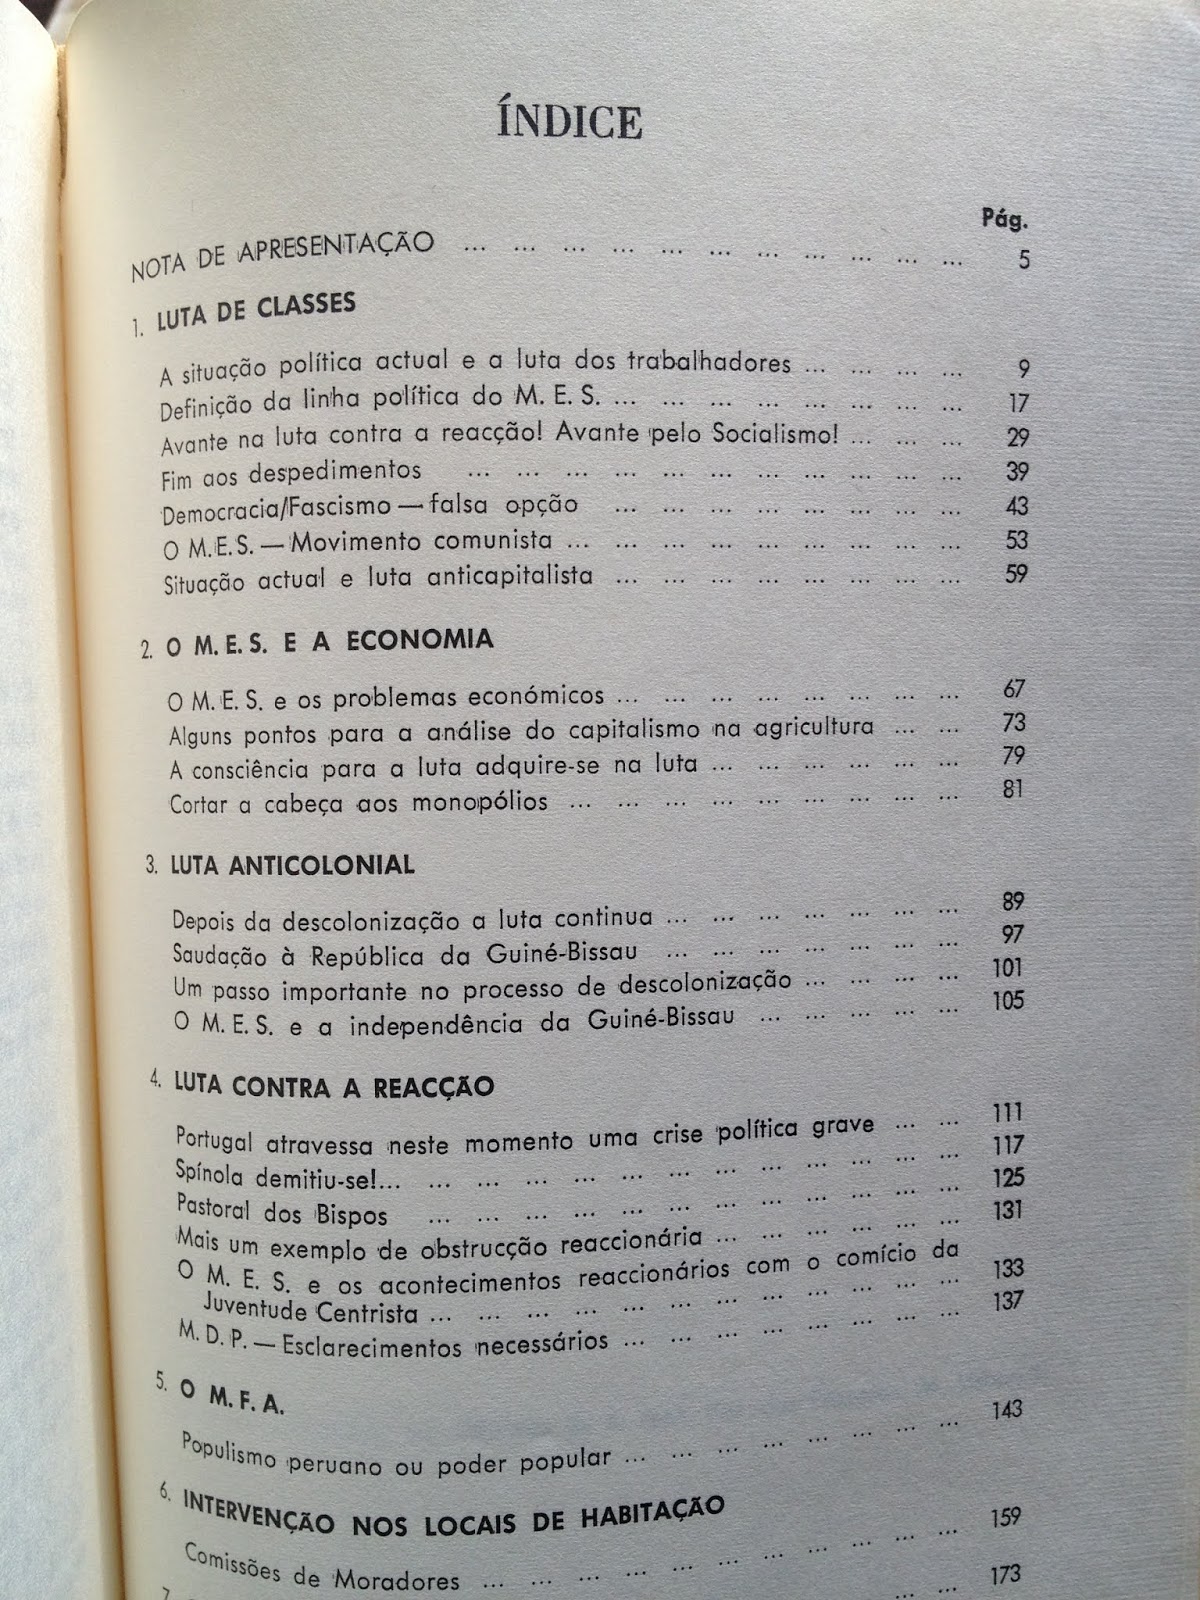 ÍNDICE
Pág.
NOTA DE APRESENTAÇÃO ... ... ... ... ... ... ... ... ... ... ... 5
1. LUTA DE CLASSES
A situação política actual e a luta dos trabalhadores ... ... ... ... 9
Definição da linha política do M. E. S. ... ... ... ... ... ... ... ... 17
Avante na luta contra a reacção! Avante pelo Socialismo! ... ... ... 29
Fim aos despedimentos ... ... ... ... ... ... ... ... ... ... ... 39
Democracia/Fascismo — falsa opção ... ... ... ... ... ... ... ... 43
O M. E. S. — Movimento comunista ... ... ... ... ... ... ... ... ... 53
Situação actual e luta anticapitalista ... ... ... ... ... ... ... ... 59
2. O M. E. S. E A ECONOMIA
O M. E. S. e os problemas económicos ... ... ... ... ... ... ... ... 67
Alguns pontos para a análise do capitalismo na agricultura ... ... 73
A consciência para a luta adquire-se na luta ... ... ... ... ... ... 79
Cortar a cabeça aos monopólios ... ... ... ... ... ... ... ... ... 81
3. LUTA ANTICOLONIAL
Depois da descolonização a luta continua ... ... ... ... ... ... ... 89
Saudação à República da Guiné-Bissau ... ... ... ... ... ... ... 97
Um passo importante no processo de descolonização ... ... ... ... 101
O M. E. S. e a independência da Guiné-Bissau ... ... ... ... ... 105
4. LUTA CONTRA A REACÇÃO
Portugal atravessa neste momento uma crise política grave ... ... 111
Spínola demitiu-se!... ... ... ... ... ... ... ... ... ... ... ... ... 117
Pastoral dos Bispos ... ... ... ... ... ... ... ... ... ... ... ... 125
Mais um exemplo de obstrucção reaccionária ... ... ... ... ... ... 131
O M. E. S. e os acontecimentos reaccionários com o comício da
Juventude Centrista ... ... ... ... ... ... ... ... ... ... ... ... 133
M. D. P. — Esclarecimentos necessários ... ... ... ... ... ... ... ... 137
5. O M. F. A.
Populismo peruano ou poder popular ... ... ... ... ... ... ... ... 143
6. INTERVENÇÃO NOS LOCAIS DE HABITAÇÃO
Comissões de Moradores ... ... ... ... ... ... ... ... ... ... ... 159
7.
173